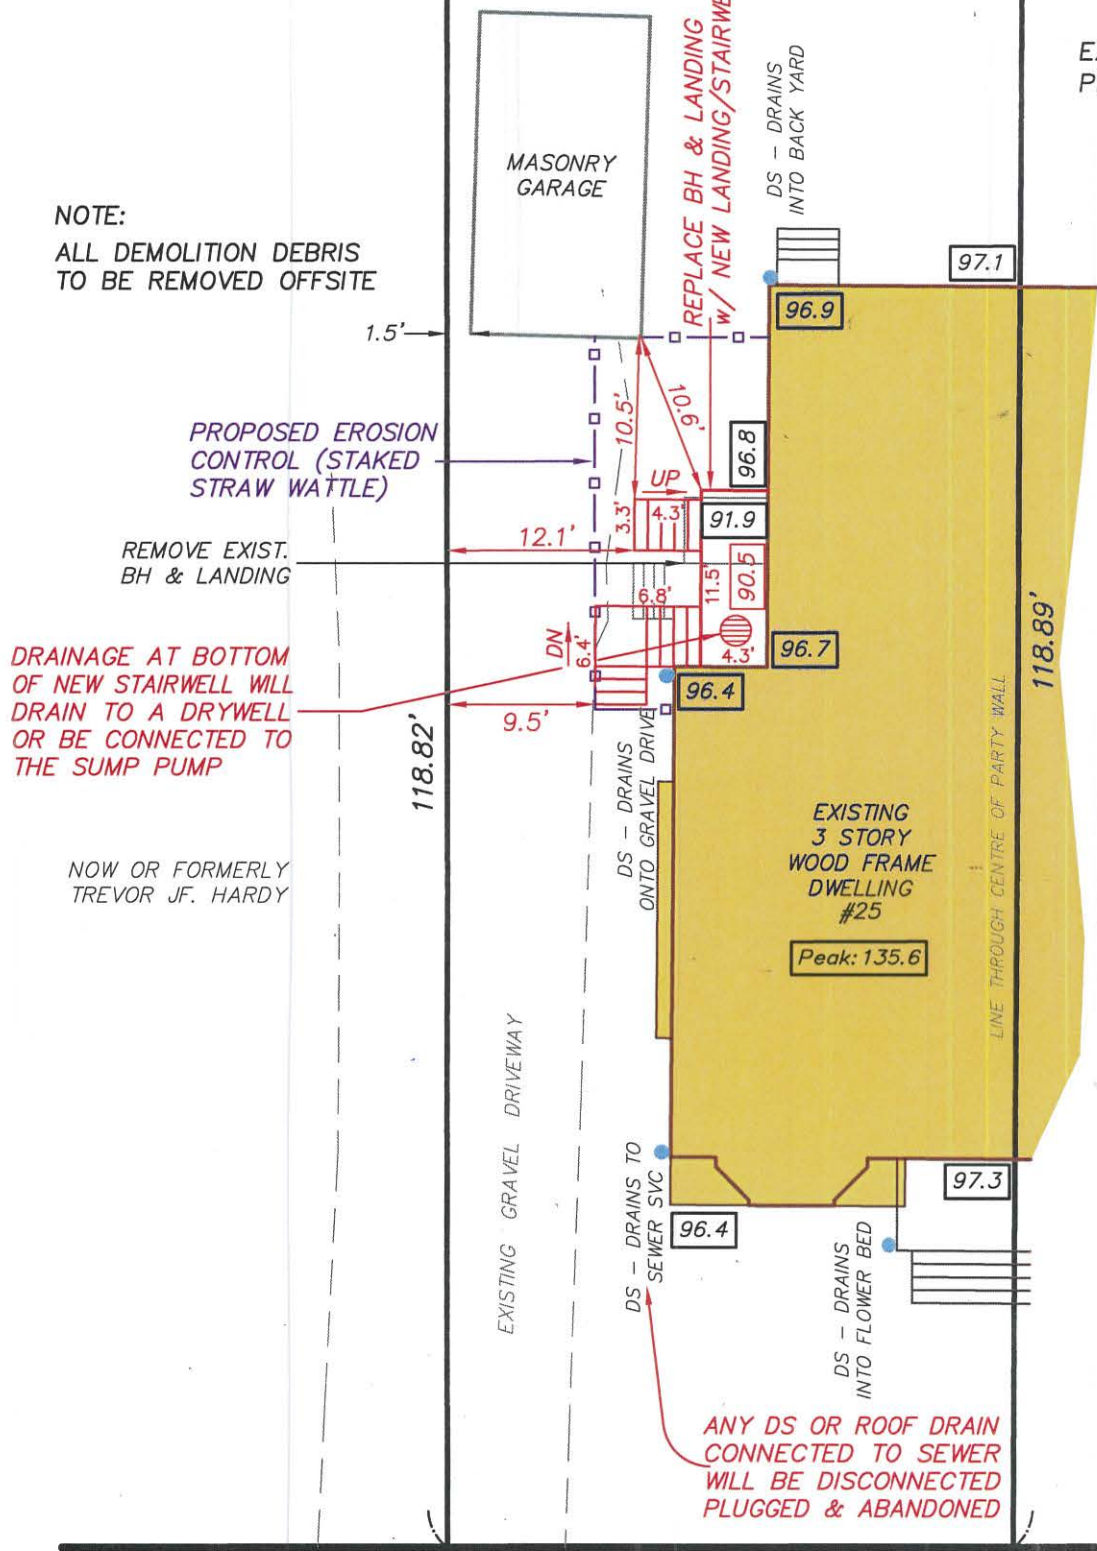 REPLACE BH & LANDING
w/ NEW LANDING/STAIRWE
DS - DRAINS
INTO BACK YARD
MASONRY
GARAGE
NOTE:
ALL DEMOLITION DEBRIS
TO BE REMOVED OFFSITE
97.1
96.9
1.5'
10.5'
10.6'
96.8
PROPOSED EROSION
CONTROL (STAKED
STRAW WATTLE)
UP
3.3'
4.3'
91.9
12.1'
REMOVE EXIST.
BH & LANDING
90.5
11.5'
6.8'
DN
6.4'
4.3'
96.7
118.89'
DRAINAGE AT BOTTOM
OF NEW STAIRWELL WILL
DRAIN TO A DRYWELL
OR BE CONNECTED TO
THE SUMP PUMP
96.4
9.5'
118.82'
DS - DRAINS
ONTO GRAVEL DRIVE
LINE THROUGH CENTRE OF PARTY WALL
EXISTING
3 STORY
WOOD FRAME
DWELLING
#25
Peak: 135.6
NOW OR FORMERLY
TREVOR JF. HARDY
EXISTING GRAVEL DRIVEWAY
DS - DRAINS TO
SEWER SVC
97.3
96.4
DS - DRAINS
INTO FLOWER BED
ANY DS OR ROOF DRAIN
CONNECTED TO SEWER
WILL BE DISCONNECTED
PLUGGED & ABANDONED